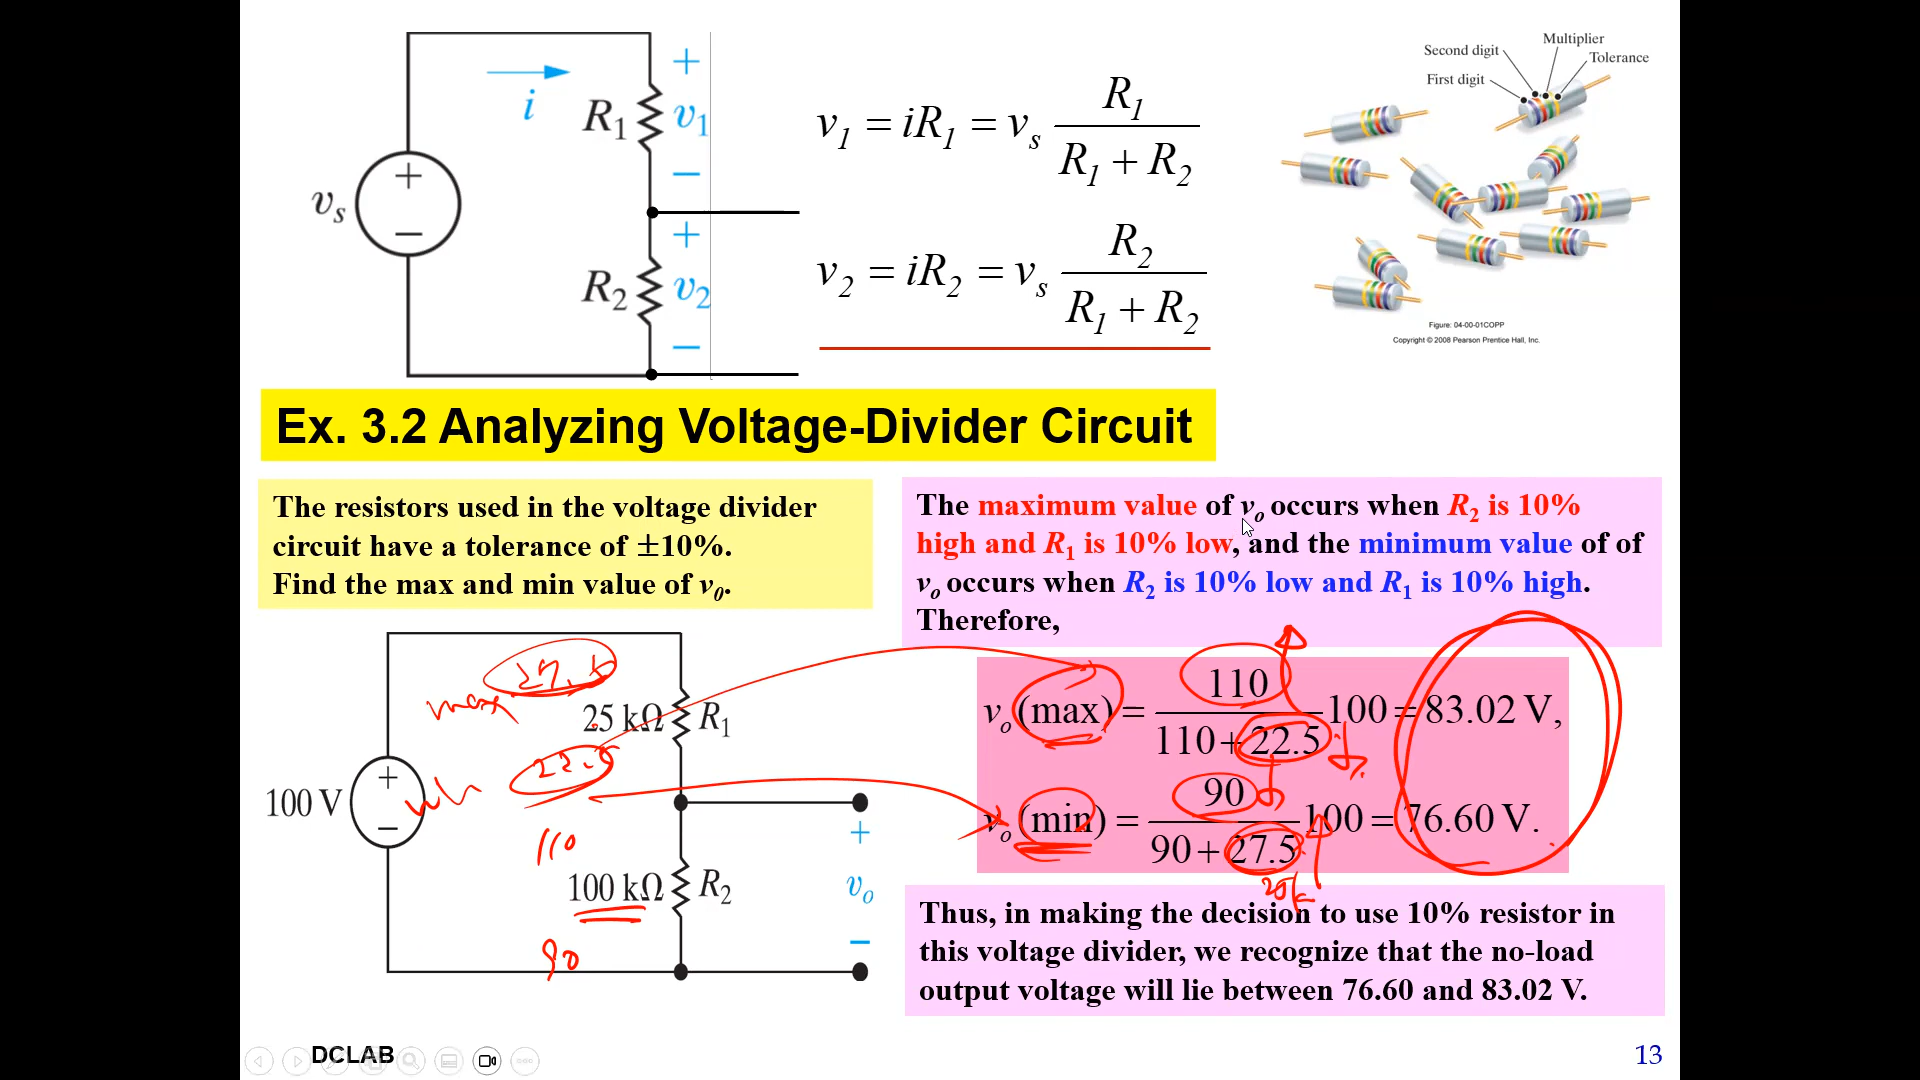 i
R1
+
v1
−
vs
+
−
R2
+
v2
−
v1 = iR1 = vs R1 / (R1 + R2)
v2 = iR2 = vs R2 / (R1 + R2)
Second digit
Multiplier
First digit
Tolerance
Figure: 04-00-01COPP
Copyright © 2008 Pearson Prentice Hall, Inc.
Ex. 3.2 Analyzing Voltage-Divider Circuit
The resistors used in the voltage divider
circuit have a tolerance of ±10%.
Find the max and min value of v0.
The maximum value of vo occurs when R2 is 10%
high and R1 is 10% low, and the minimum value of of
vo occurs when R2 is 10% low and R1 is 10% high.
Therefore,
max
25 kΩ
R1
22.5
100 V
+
−
110
100 kΩ
R2
90
+
vo
−
vo (max) = 110 / (110 + 22.5) 100 = 83.02 V,
vo (min) = 90 / (90 + 27.5) 100 = 76.60 V.
Thus, in making the decision to use 10% resistor in
this voltage divider, we recognize that the no-load
output voltage will lie between 76.60 and 83.02 V.
DCLAB
13